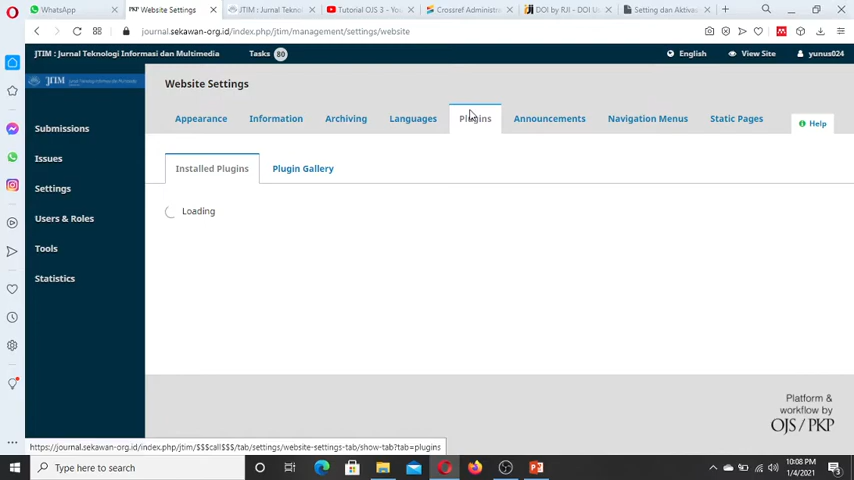 WhatsApp
PKP Website Settings
JTIM : Jurnal Tekno
Tutorial OJS 3 - You
Crossref Administr
DOI by RJI - DOI U
Setting dan Aktivas
journal.sekawan-org.id/index.php/jtim/management/settings/website
JTIM : Jurnal Teknologi Informasi dan Multimedia
Tasks 80
English
View Site
yunus024
JTIM
Website Settings
Appearance
Information
Archiving
Languages
Plugins
Announcements
Navigation Menus
Static Pages
Help
Submissions
Issues
Settings
Users & Roles
Tools
Statistics
Installed Plugins
Plugin Gallery
Loading
Platform &
workflow by
OJS / PKP
https://journal.sekawan-org.id/index.php/jtim/$$$call$$$/tab/settings/website-settings-tab/show-tab?tab=plugins
Type here to search
10:08 PM
1/4/2021
3